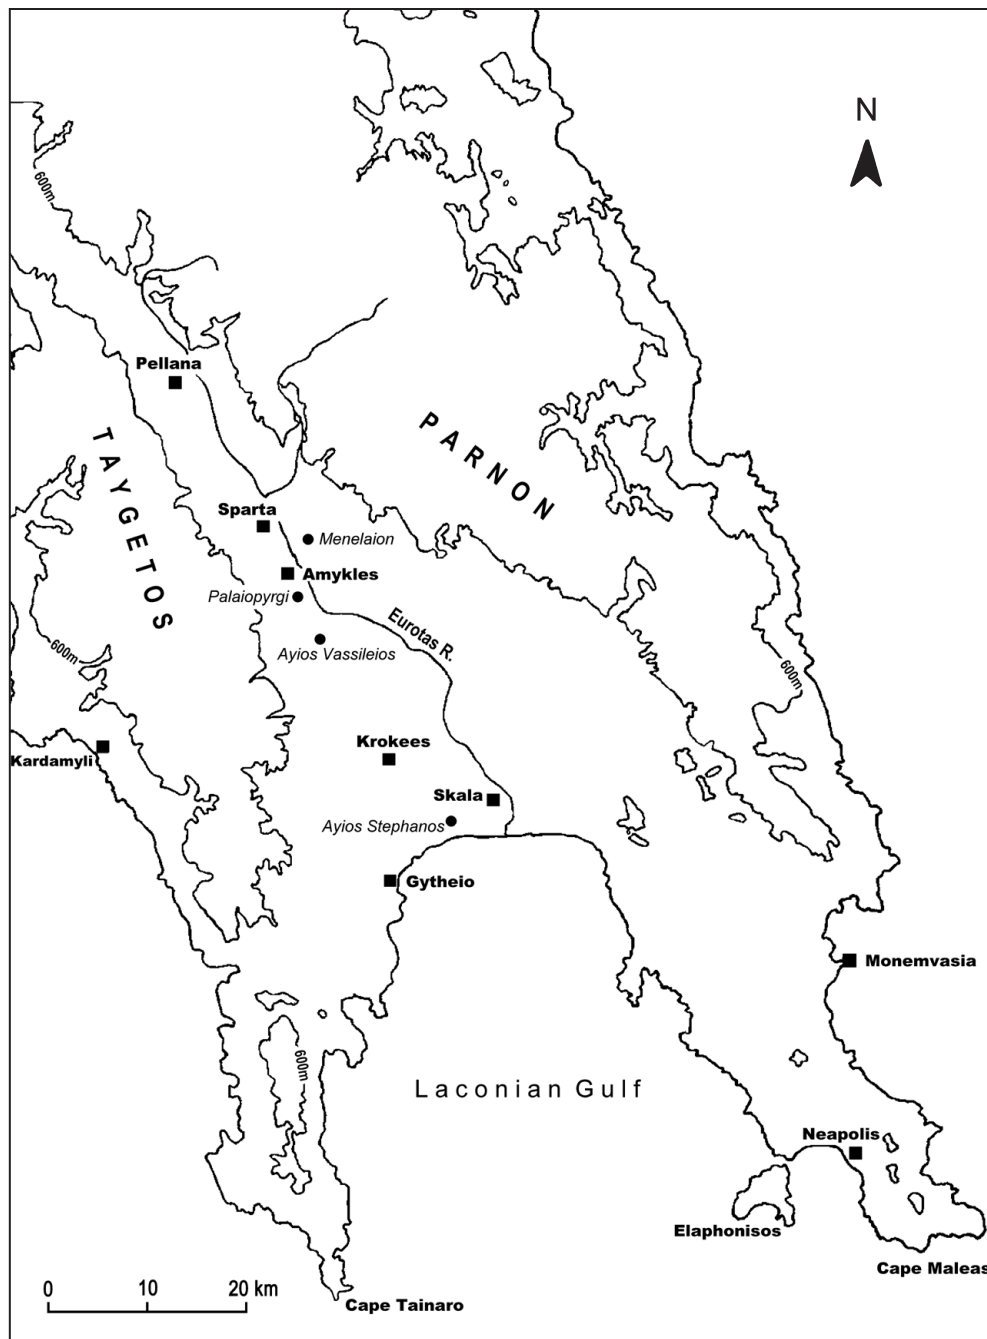 N
600m
Pellana
TAYGETOS
PARNON
Sparta
Menelaion
Amykles
Palaiopyrgi
Eurotas R.
Ayios Vassileios
600m
600m
Krokees
Kardamyli
Skala
Ayios Stephanos
Gytheio
Monemvasia
600m
Laconian Gulf
Neapolis
Elaphonisos
Cape Maleas
0 10 20 km
Cape Tainaro